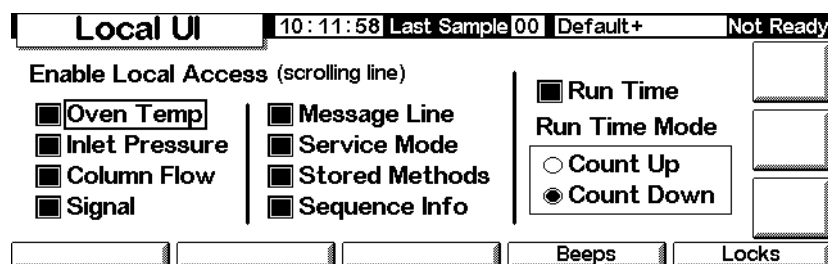 Local UI 10:11:58 Last Sample 00 Default+ Not Ready
Enable Local Access (scrolling line)
Oven Temp
Inlet Pressure
Column Flow
Signal
Message Line
Service Mode
Stored Methods
Sequence Info
Run Time
Run Time Mode
Count Up
Count Down
Beeps Locks